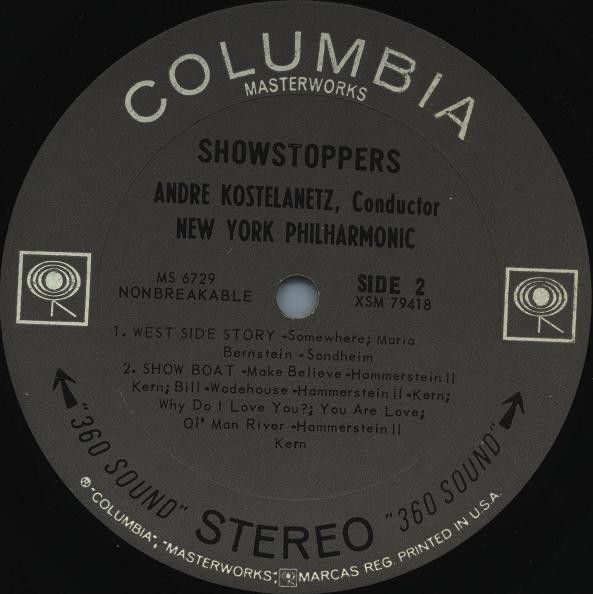 COLUMBIA
MASTERWORKS
SHOWSTOPPERS
ANDRE KOSTELANETZ, Conductor
NEW YORK PHILHARMONIC
MS 6729
NONBREAKABLE
SIDE 2
XSM 79418
1. WEST SIDE STORY -Somewhere; Maria
Bernstein - Sondheim
2. SHOW BOAT -Make Believe -Hammerstein II
Kern; Bill -Wodehouse -Hammerstein II -Kern;
Why Do I Love You?; You Are Love;
Ol' Man River -Hammerstein II
Kern
"360 SOUND" STEREO "360 SOUND"
® "COLUMBIA", "MASTERWORKS", MARCAS REG. PRINTED IN U.S.A.